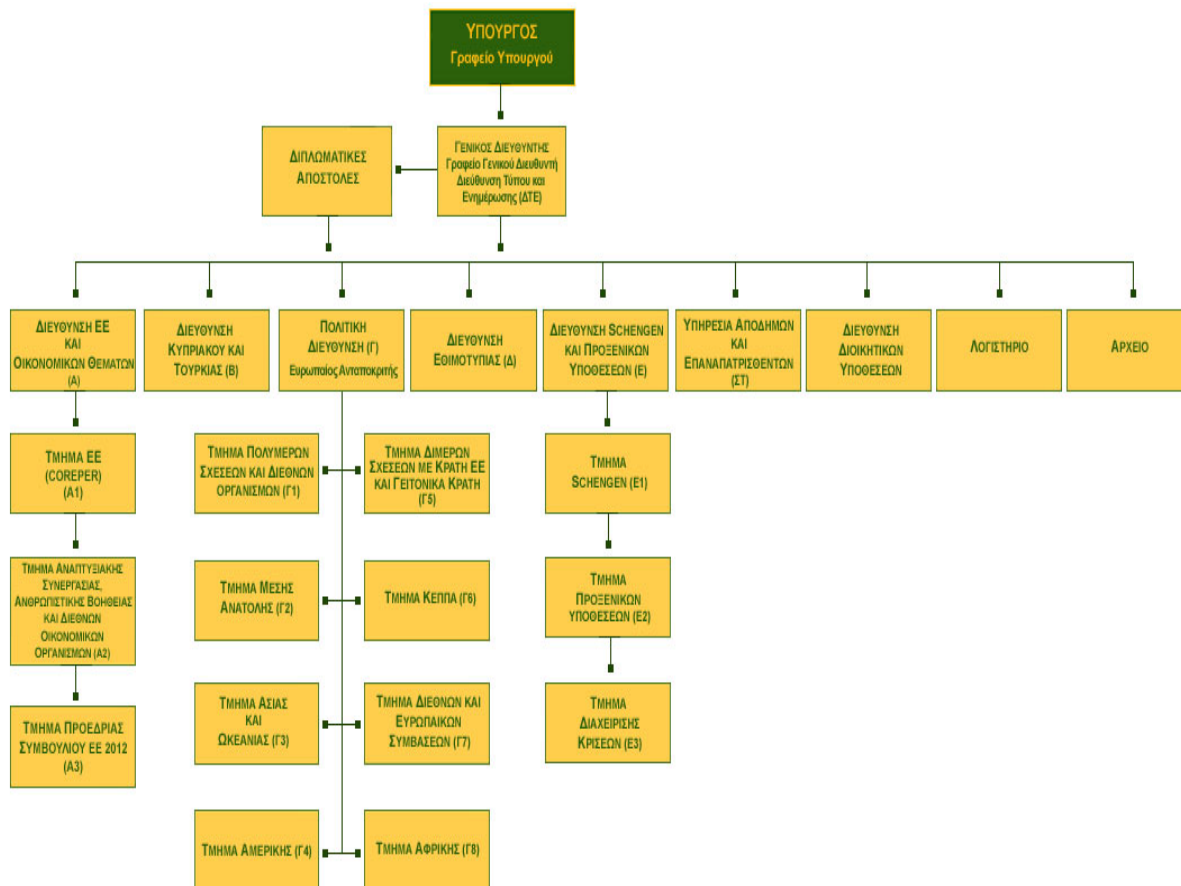 ΥΠΟΥΡΓΟΣ
Γραφείο Υπουργού
ΔΙΠΛΩΜΑΤΙΚΕΣ
ΑΠΟΣΤΟΛΕΣ
ΓΕΝΙΚΟΣ ΔΙΕΥΘΥΝΤΗΣ
Γραφείο Γενικού Διευθυντή
Διεύθυνση Τύπου και
Ενημέρωσης (ΔΤΕ)
ΔΙΕΥΘΥΝΣΗ ΕΕ
ΚΑΙ
ΟΙΚΟΝΟΜΙΚΩΝ ΘΕΜΑΤΩΝ
(Α)
ΔΙΕΥΘΥΝΣΗ
ΚΥΠΡΙΑΚΟΥ ΚΑΙ
ΤΟΥΡΚΙΑΣ (Β)
ΠΟΛΙΤΙΚΗ
ΔΙΕΥΘΥΝΣΗ (Γ)
Ευρωπαίος Ανταποκριτής
ΔΙΕΥΘΥΝΣΗ
ΕΘΙΜΟΤΥΠΙΑΣ (Δ)
ΔΙΕΥΘΥΝΣΗ SCHENGEN
ΚΑΙ ΠΡΟΞΕΝΙΚΩΝ
ΥΠΟΘΕΣΕΩΝ (Ε)
ΥΠΗΡΕΣΙΑ ΑΠΟΔΗΜΩΝ
ΚΑΙ
ΕΠΑΝΑΠΑΤΡΙΣΘΕΝΤΩΝ
(ΣΤ)
ΔΙΕΥΘΥΝΣΗ
ΔΙΟΙΚΗΤΙΚΩΝ
ΥΠΟΘΕΣΕΩΝ
ΛΟΓΙΣΤΗΡΙΟ
ΑΡΧΕΙΟ
ΤΜΗΜΑ ΕΕ
(COREPER)
(Α1)
ΤΜΗΜΑ ΠΟΛΥΜΕΡΩΝ
ΣΧΕΣΕΩΝ ΚΑΙ ΔΙΕΘΝΩΝ
ΟΡΓΑΝΙΣΜΩΝ (Γ1)
ΤΜΗΜΑ ΔΙΜΕΡΩΝ
ΣΧΕΣΕΩΝ ΜΕ ΚΡΑΤΗ ΕΕ
ΚΑΙ ΓΕΙΤΟΝΙΚΑ ΚΡΑΤΗ
(Γ5)
ΤΜΗΜΑ
SCHENGEN (Ε1)
ΤΜΗΜΑ ΑΝΑΠΤΥΞΙΑΚΗΣ
ΣΥΝΕΡΓΑΣΙΑΣ,
ΑΝΘΡΩΠΙΣΤΙΚΗΣ ΒΟΗΘΕΙΑΣ
ΚΑΙ ΔΙΕΘΝΩΝ
ΟΙΚΟΝΟΜΙΚΩΝ
ΟΡΓΑΝΙΣΜΩΝ (Α2)
ΤΜΗΜΑ ΜΕΣΗΣ
ΑΝΑΤΟΛΗΣ (Γ2)
ΤΜΗΜΑ ΚΕΠΠΑ (Γ6)
ΤΜΗΜΑ
ΠΡΟΞΕΝΙΚΩΝ
ΥΠΟΘΕΣΕΩΝ (Ε2)
ΤΜΗΜΑ ΠΡΟΕΔΡΙΑΣ
ΣΥΜΒΟΥΛΙΟΥ ΕΕ 2012
(Α3)
ΤΜΗΜΑ ΑΣΙΑΣ
ΚΑΙ
ΩΚΕΑΝΙΑΣ (Γ3)
ΤΜΗΜΑ ΔΙΕΘΝΩΝ ΚΑΙ
ΕΥΡΩΠΑΙΚΩΝ
ΣΥΜΒΑΣΕΩΝ (Γ7)
ΤΜΗΜΑ
ΔΙΑΧΕΙΡΙΣΗΣ
ΚΡΙΣΕΩΝ (Ε3)
ΤΜΗΜΑ ΑΜΕΡΙΚΗΣ (Γ4)
ΤΜΗΜΑ ΑΦΡΙΚΗΣ (Γ8)